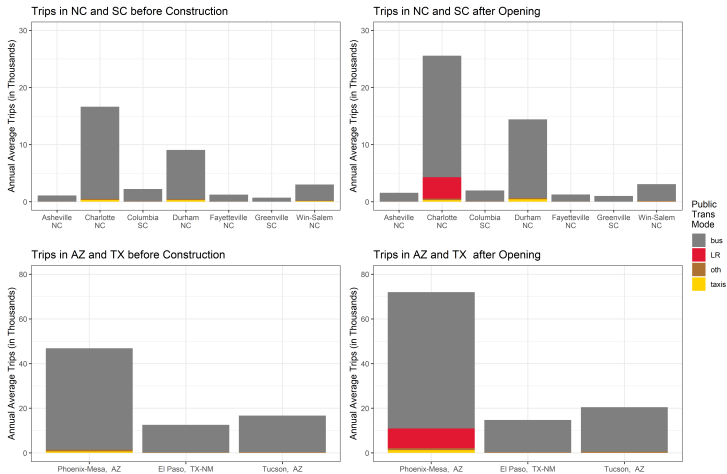 Trips in NC and SC before Construction
Annual Average Trips (in Thousands)
30
20
10
0
Asheville
NC
Charlotte
NC
Columbia
SC
Durham
NC
Fayetteville
NC
Greenville
SC
Win-Salem
NC
Trips in NC and SC after Opening
Annual Average Trips (in Thousands)
30
20
10
0
Asheville
NC
Charlotte
NC
Columbia
SC
Durham
NC
Fayetteville
NC
Greenville
SC
Win-Salem
NC
Trips in AZ and TX before Construction
Annual Average Trips (in Thousands)
80
60
40
20
0
Phoenix-Mesa, AZ
El Paso, TX-NM
Tucson, AZ
Trips in AZ and TX after Opening
Annual Average Trips (in Thousands)
80
60
40
20
0
Phoenix-Mesa, AZ
El Paso, TX-NM
Tucson, AZ
Public
Trans
Mode
bus
LR
oth
taxis